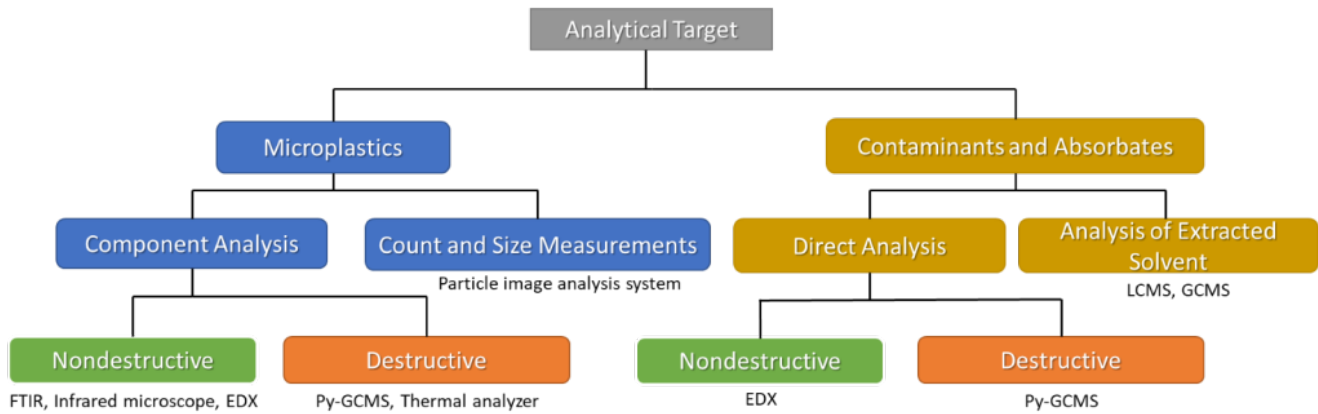 Analytical Target
Microplastics
Contaminants and Absorbates
Component Analysis
Count and Size Measurements
Particle image analysis system
Direct Analysis
Analysis of Extracted
Solvent
LCMS, GCMS
Nondestructive
FTIR, Infrared microscope, EDX
Destructive
Py-GCMS, Thermal analyzer
Nondestructive
EDX
Destructive
Py-GCMS